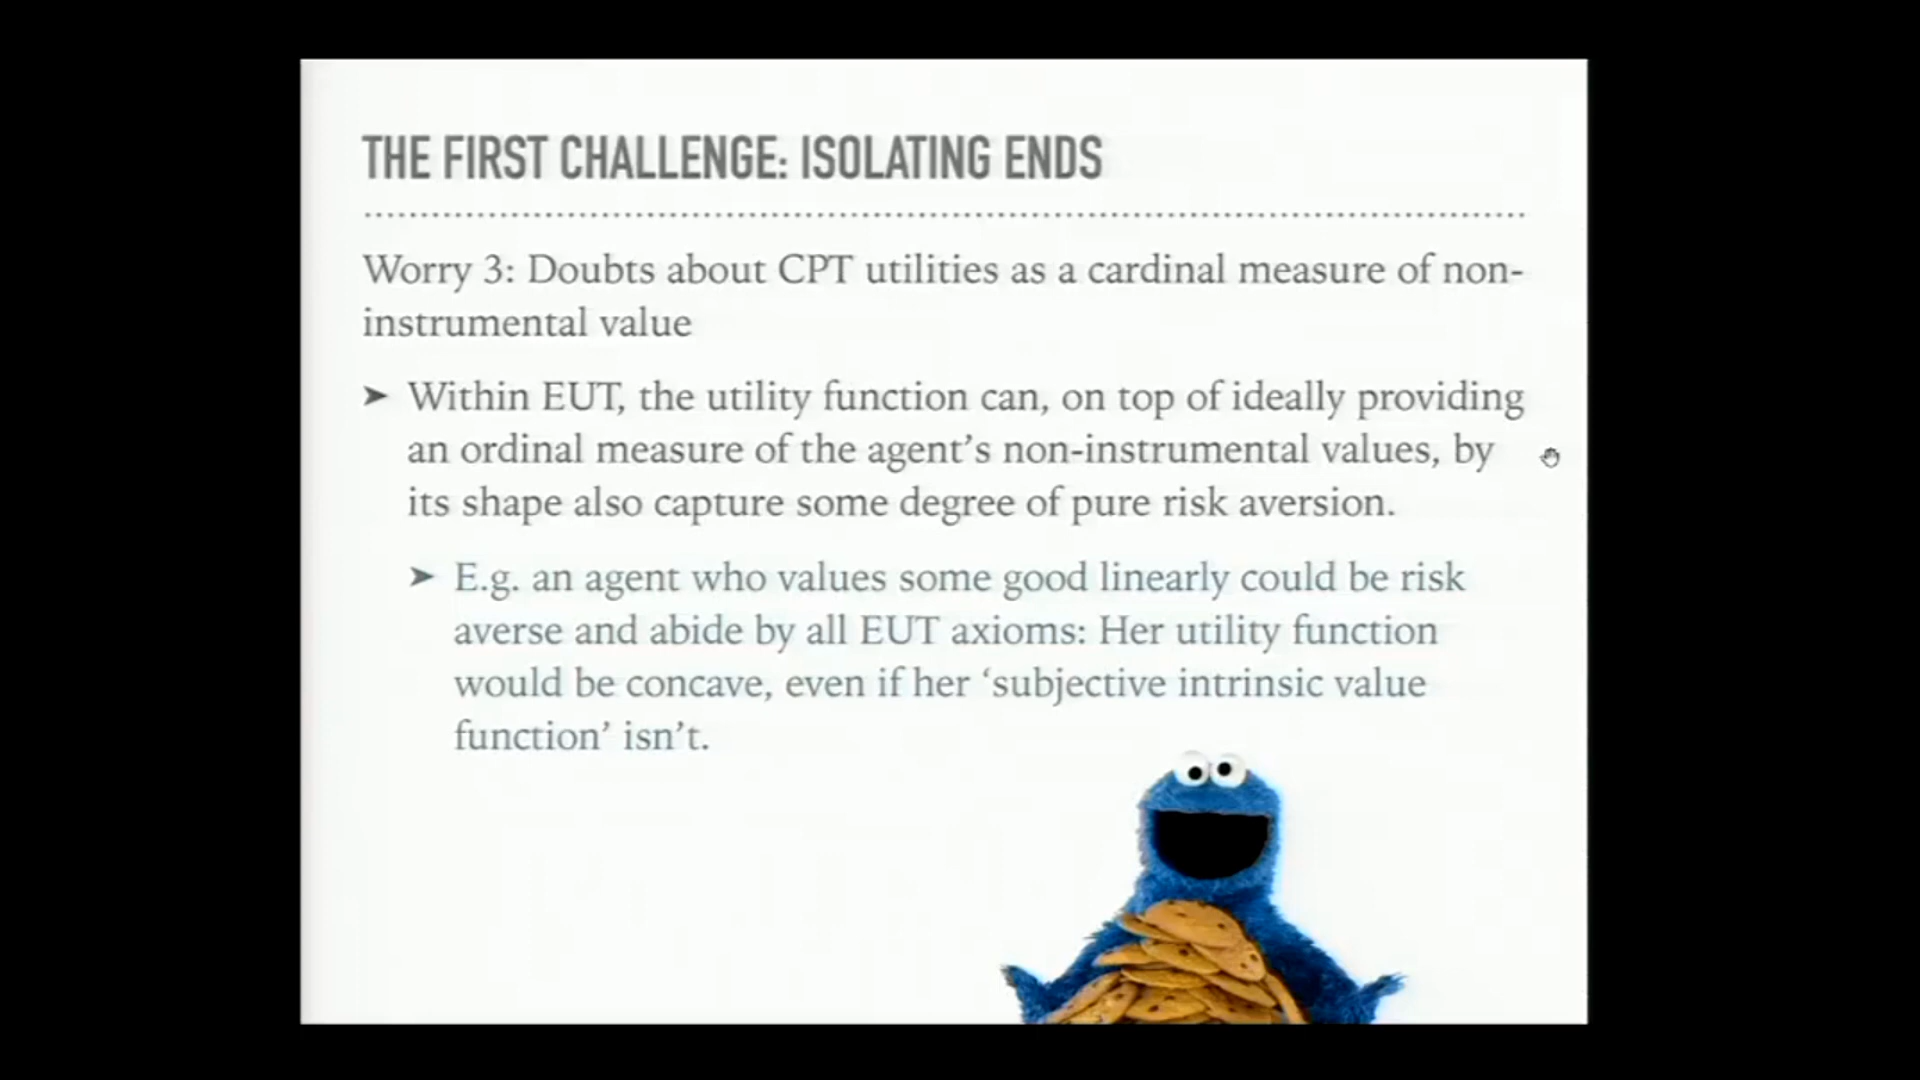 THE FIRST CHALLENGE: ISOLATING ENDS
Worry 3: Doubts about CPT utilities as a cardinal measure of non-
instrumental value
➤ Within EUT, the utility function can, on top of ideally providing
an ordinal measure of the agent’s non-instrumental values, by
its shape also capture some degree of pure risk aversion.
➤ E.g. an agent who values some good linearly could be risk
averse and abide by all EUT axioms: Her utility function
would be concave, even if her ‘subjective intrinsic value
function’ isn’t.